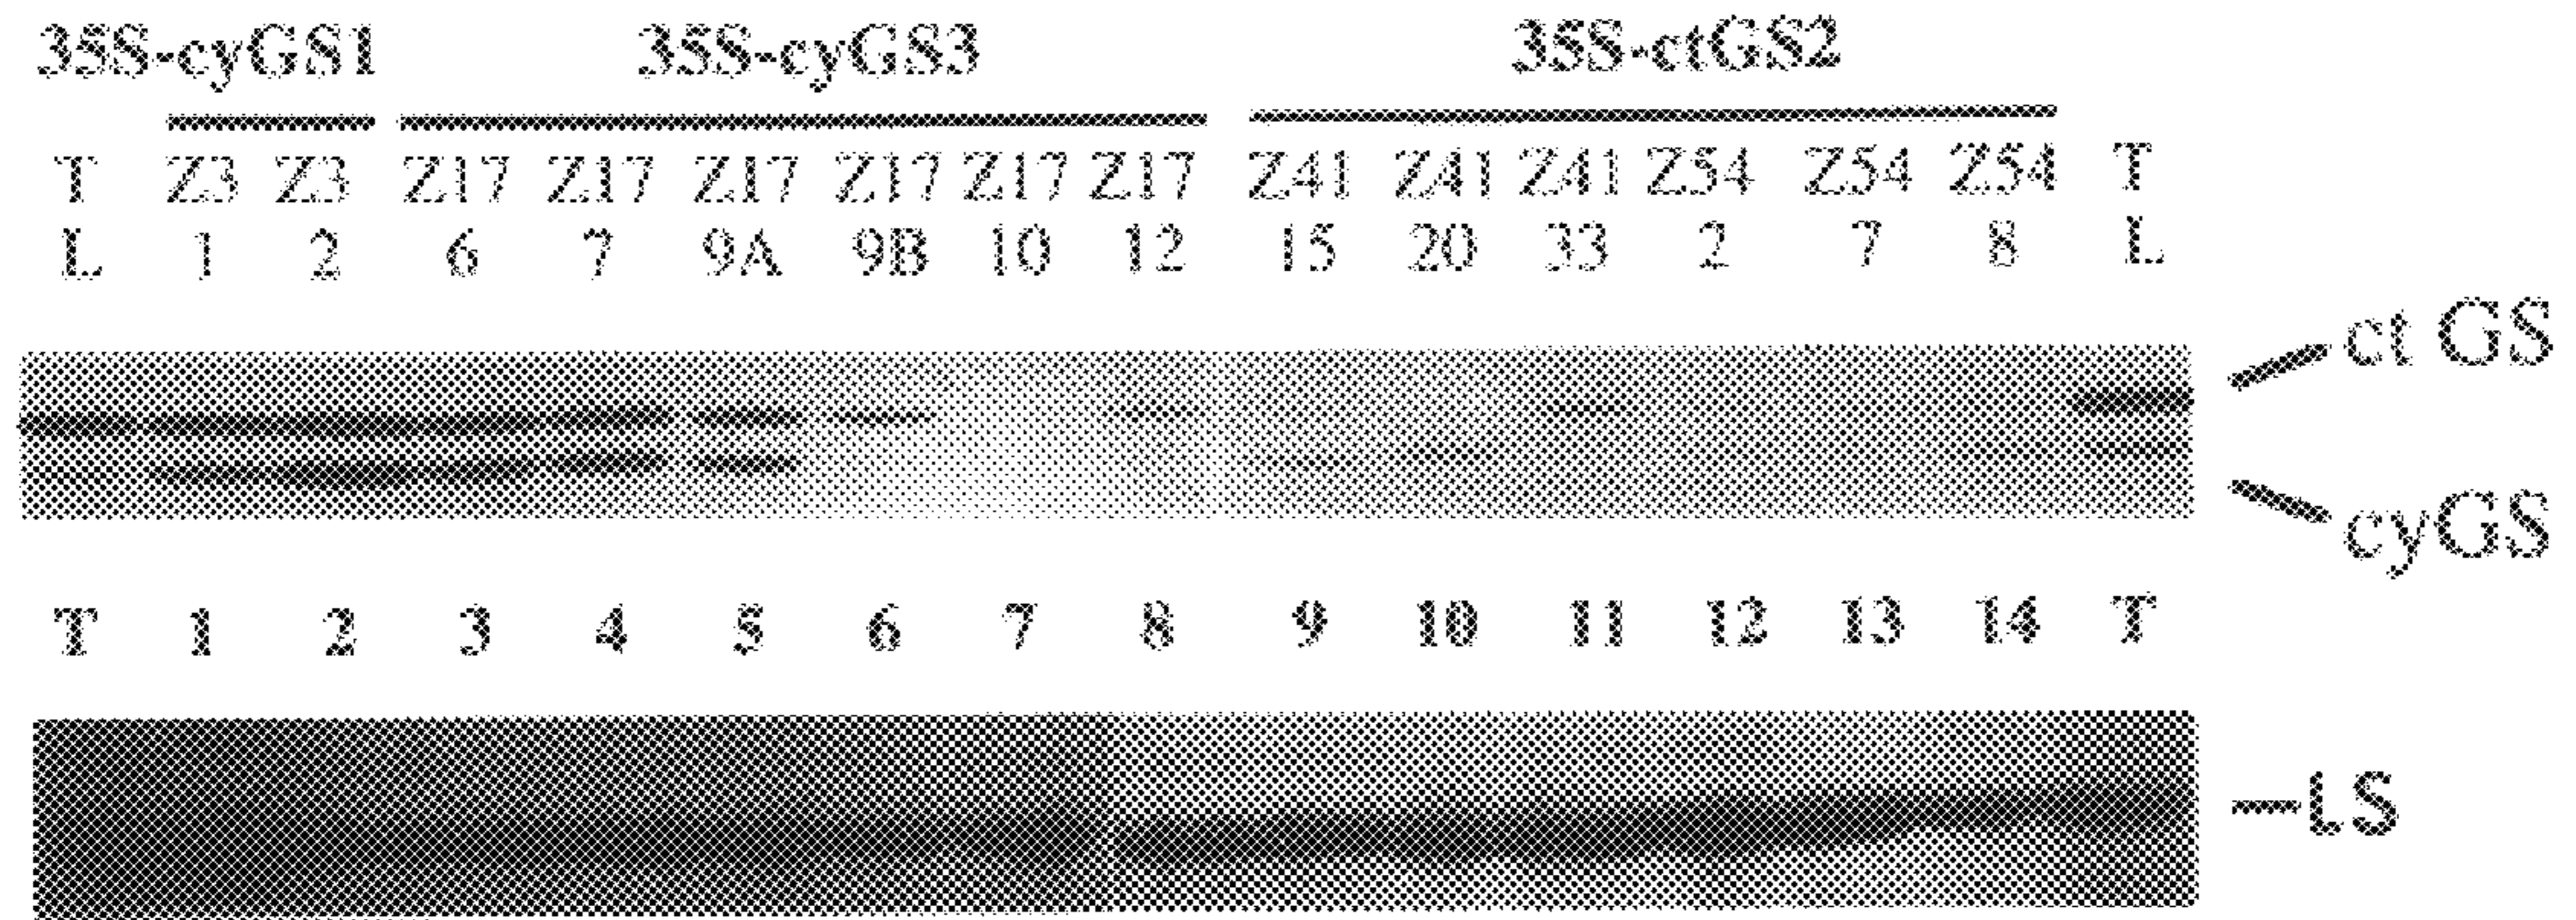 35S-cyGS1 35S-cyGS3 35S-ctGS2
T Z3 Z3 Z17 Z17 Z17 Z17 Z17 Z17 Z41 Z41 Z41 Z54 Z54 Z54 T
L 1 2 6 7 9A 9B 10 12 15 20 33 2 7 8 L
ct GS
cyGS
T 1 2 3 4 5 6 7 8 9 10 11 12 13 14 T
LS